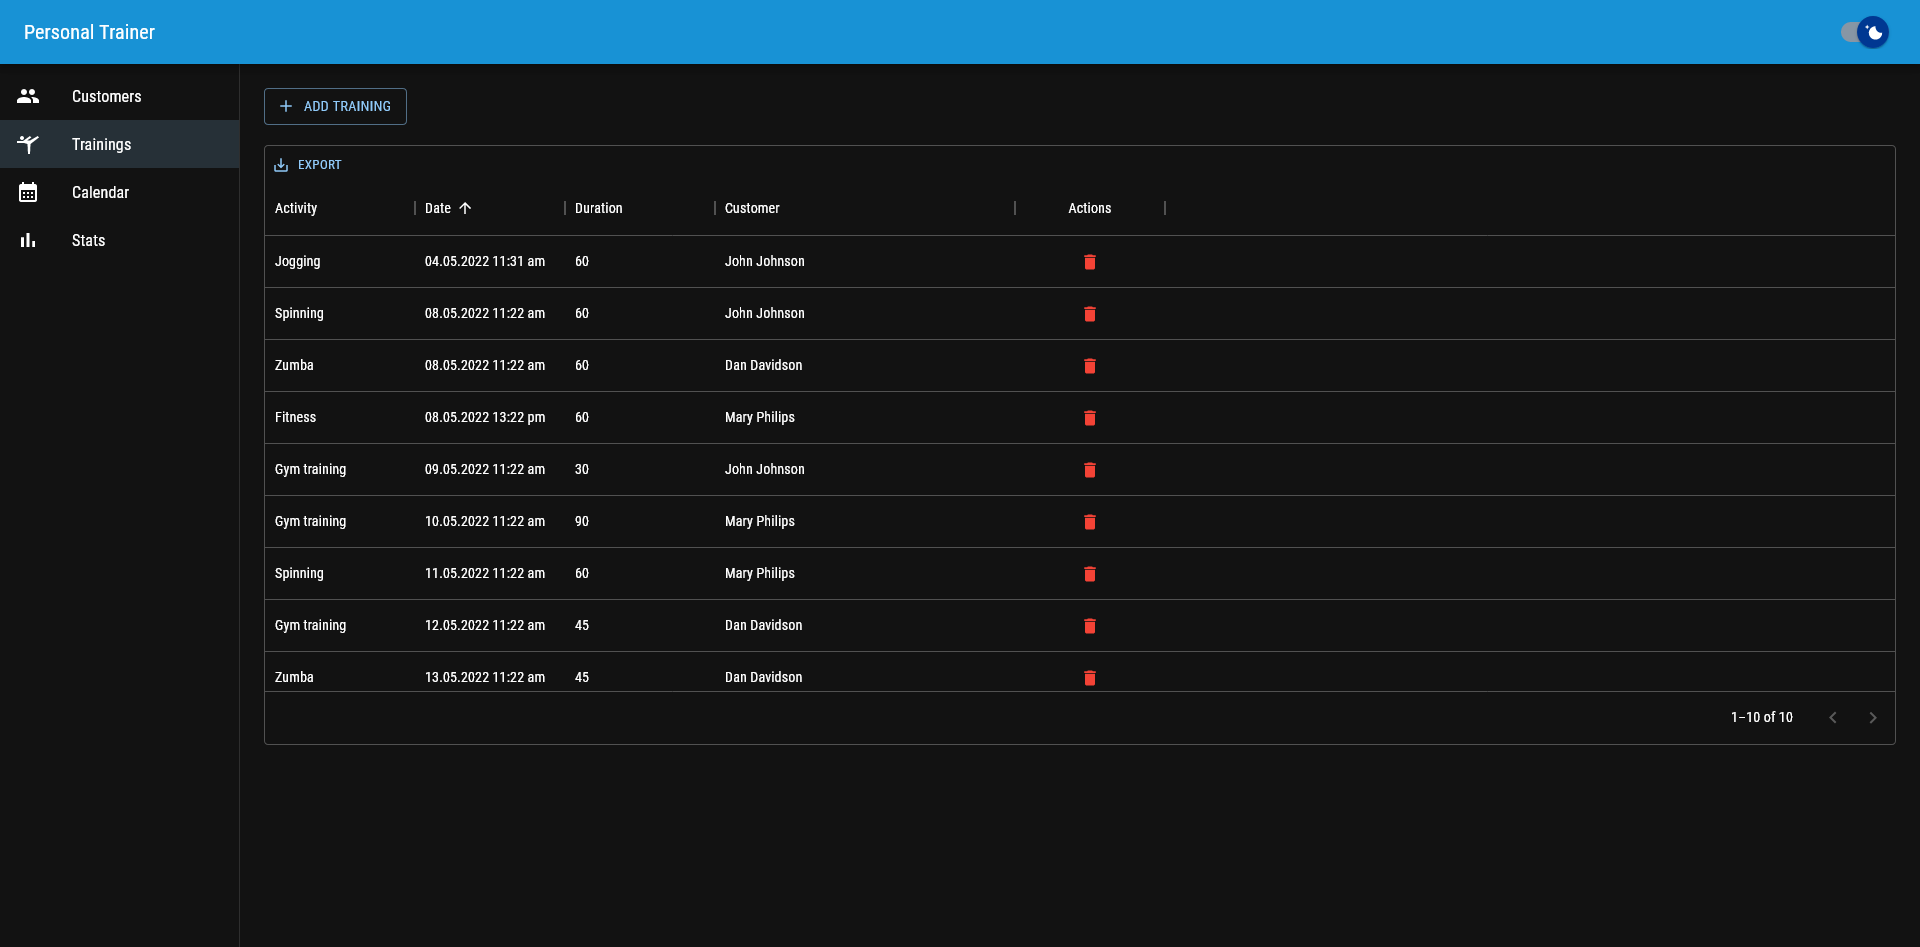 Personal Trainer
Customers
Trainings
Calendar
Stats
ADD TRAINING
EXPORT
Activity Date Duration Customer Actions
Jogging 04.05.2022 11:31 am 60 John Johnson
Spinning 08.05.2022 11:22 am 60 John Johnson
Zumba 08.05.2022 11:22 am 60 Dan Davidson
Fitness 08.05.2022 13:22 pm 60 Mary Philips
Gym training 09.05.2022 11:22 am 30 John Johnson
Gym training 10.05.2022 11:22 am 90 Mary Philips
Spinning 11.05.2022 11:22 am 60 Mary Philips
Gym training 12.05.2022 11:22 am 45 Dan Davidson
Zumba 13.05.2022 11:22 am 45 Dan Davidson
1–10 of 10